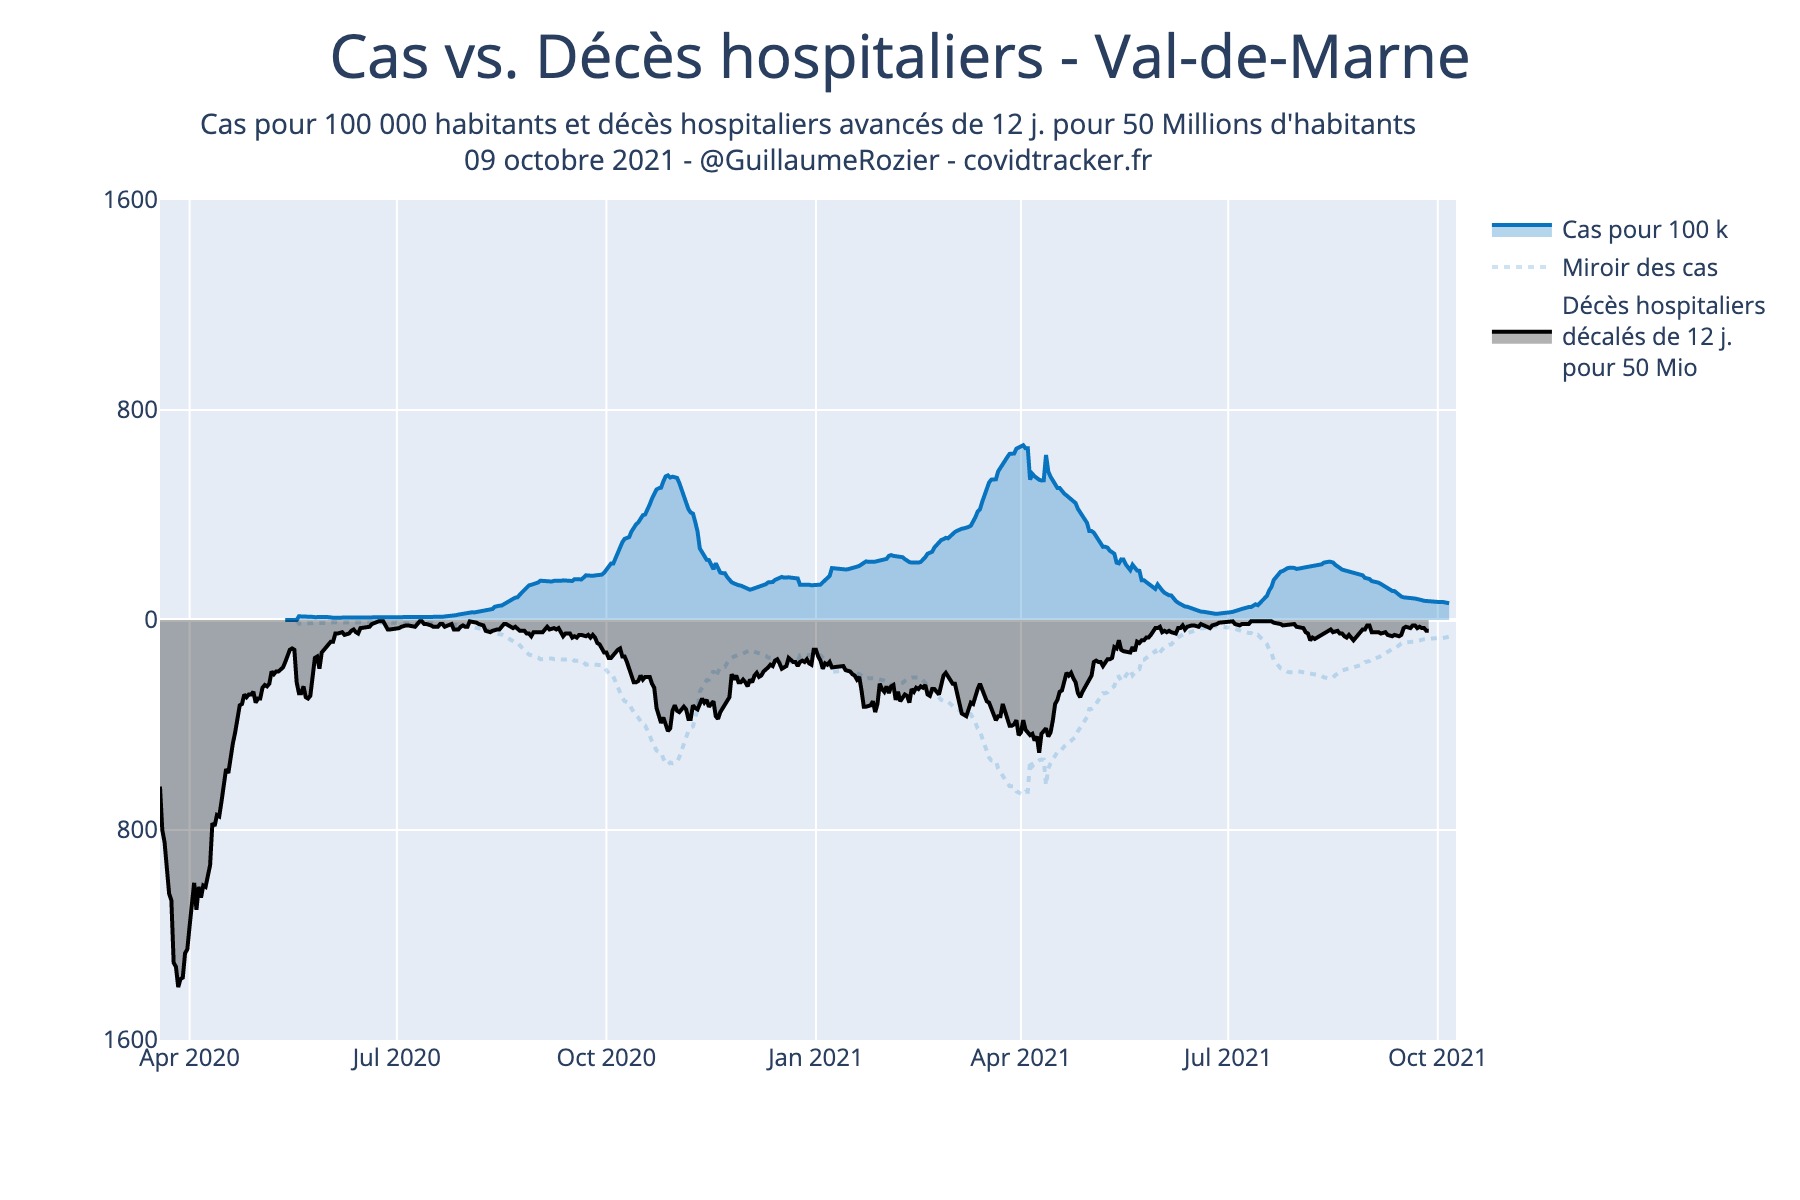 Cas vs. Décès hospitaliers - Val-de-Marne
Cas pour 100 000 habitants et décès hospitaliers avancés de 12 j. pour 50 Millions d'habitants
09 octobre 2021 - @GuillaumeRozier - covidtracker.fr
1600
800
0
800
1600
Apr 2020
Jul 2020
Oct 2020
Jan 2021
Apr 2021
Jul 2021
Oct 2021
Cas pour 100 k
Miroir des cas
Décès hospitaliers
décalés de 12 j.
pour 50 Mio